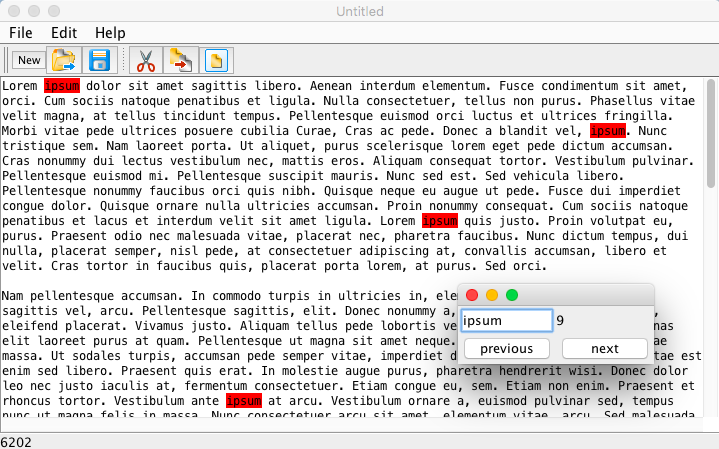 Untitled
File Edit Help
New
Lorem ipsum dolor sit amet sagittis libero. Aenean interdum elementum. Fusce condimentum sit amet,
orci. Cum sociis natoque penatibus et ligula. Nulla consectetuer, tellus non purus. Phasellus vitae
velit magna, at tellus tincidunt tempus. Pellentesque euismod orci luctus et ultrices fringilla.
Morbi vitae pede ultrices posuere cubilia Curae, Cras ac pede. Donec a blandit vel, ipsum. Nunc
tristique sem. Nam laoreet porta. Ut aliquet, purus scelerisque lorem eget pede dictum accumsan.
Cras nonummy dui lectus vestibulum nec, mattis eros. Aliquam consequat tortor. Vestibulum pulvinar.
Pellentesque euismod mi. Pellentesque suscipit mauris. Nunc sed est. Sed vehicula libero.
Pellentesque nonummy faucibus orci quis nibh. Quisque neque eu augue ut pede. Fusce dui imperdiet
congue dolor. Quisque ornare nulla ultricies accumsan. Proin nonummy consequat. Cum sociis natoque
penatibus et lacus et interdum velit sit amet ligula. Lorem ipsum quis justo. Proin volutpat eu,
purus. Praesent odio nec malesuada vitae, placerat nec, pharetra faucibus. Nunc dictum tempus, dui
nulla, placerat semper, nisl pede, at consectetuer adipiscing at, convallis accumsan, libero et
velit. Cras tortor in faucibus quis, placerat porta lorem, at purus. Sed orci.
Nam pellentesque accumsan. In commodo turpis in ultricies in, ele
sagittis vel, arcu. Pellentesque sagittis, elit. Donec nonummy a,
eleifend placerat. Vivamus justo. Aliquam tellus pede lobortis ve nas
elit laoreet purus at quam. Pellentesque ut magna sit amet neque.
massa. Ut sodales turpis, accumsan pede semper vitae, imperdiet d tae est
enim sed libero. Praesent quis erat. In molestie augue purus, pharetra hendrerit wisi. Donec dolor
leo nec justo iaculis at, fermentum consectetuer. Etiam congue eu, sem. Etiam non enim. Praesent et
rhoncus tortor. Vestibulum ante ipsum at arcu. Vestibulum ornare a, euismod pulvinar sed, tempus
nunc ut magna felis in massa. Nunc consectetuer arcu sit amet, elementum vitae, arcu. Sed malesuada
ipsum 9
previous next
6202